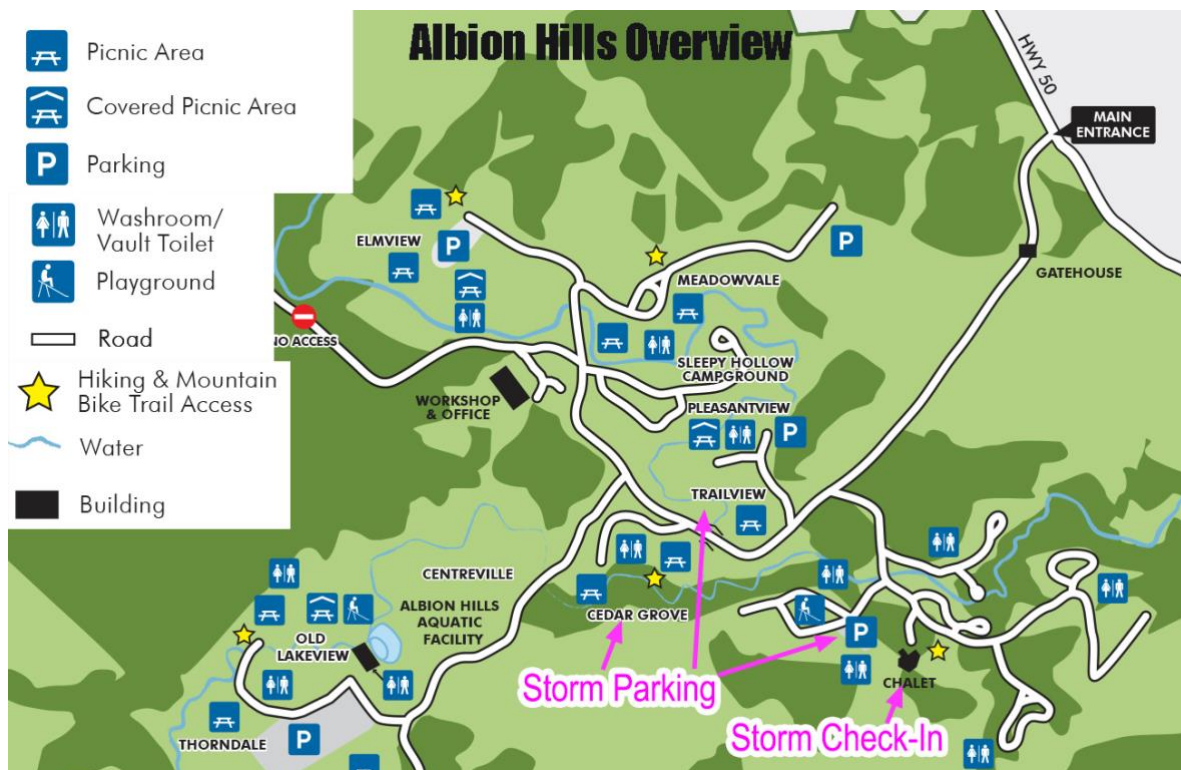 Albion Hills Overview
Picnic Area
Covered Picnic Area
P
Parking
Washroom/
Vault Toilet
Playground
Road
Hiking & Mountain
Bike Trail Access
Water
Building
HWY 50
MAIN
ENTRANCE
GATEHOUSE
ELMVIEW
P
P
MEADOWVALE
NO ACCESS
SLEEPY HOLLOW
CAMPGROUND
WORKSHOP
& OFFICE
PLEASANTVIEW
P
TRAILVIEW
CENTREVILLE
ALBION HILLS
AQUATIC
FACILITY
CEDAR GROVE
OLD
LAKEVIEW
P
CHALET
Storm Parking
Storm Check-In
THORNDALE
P
P